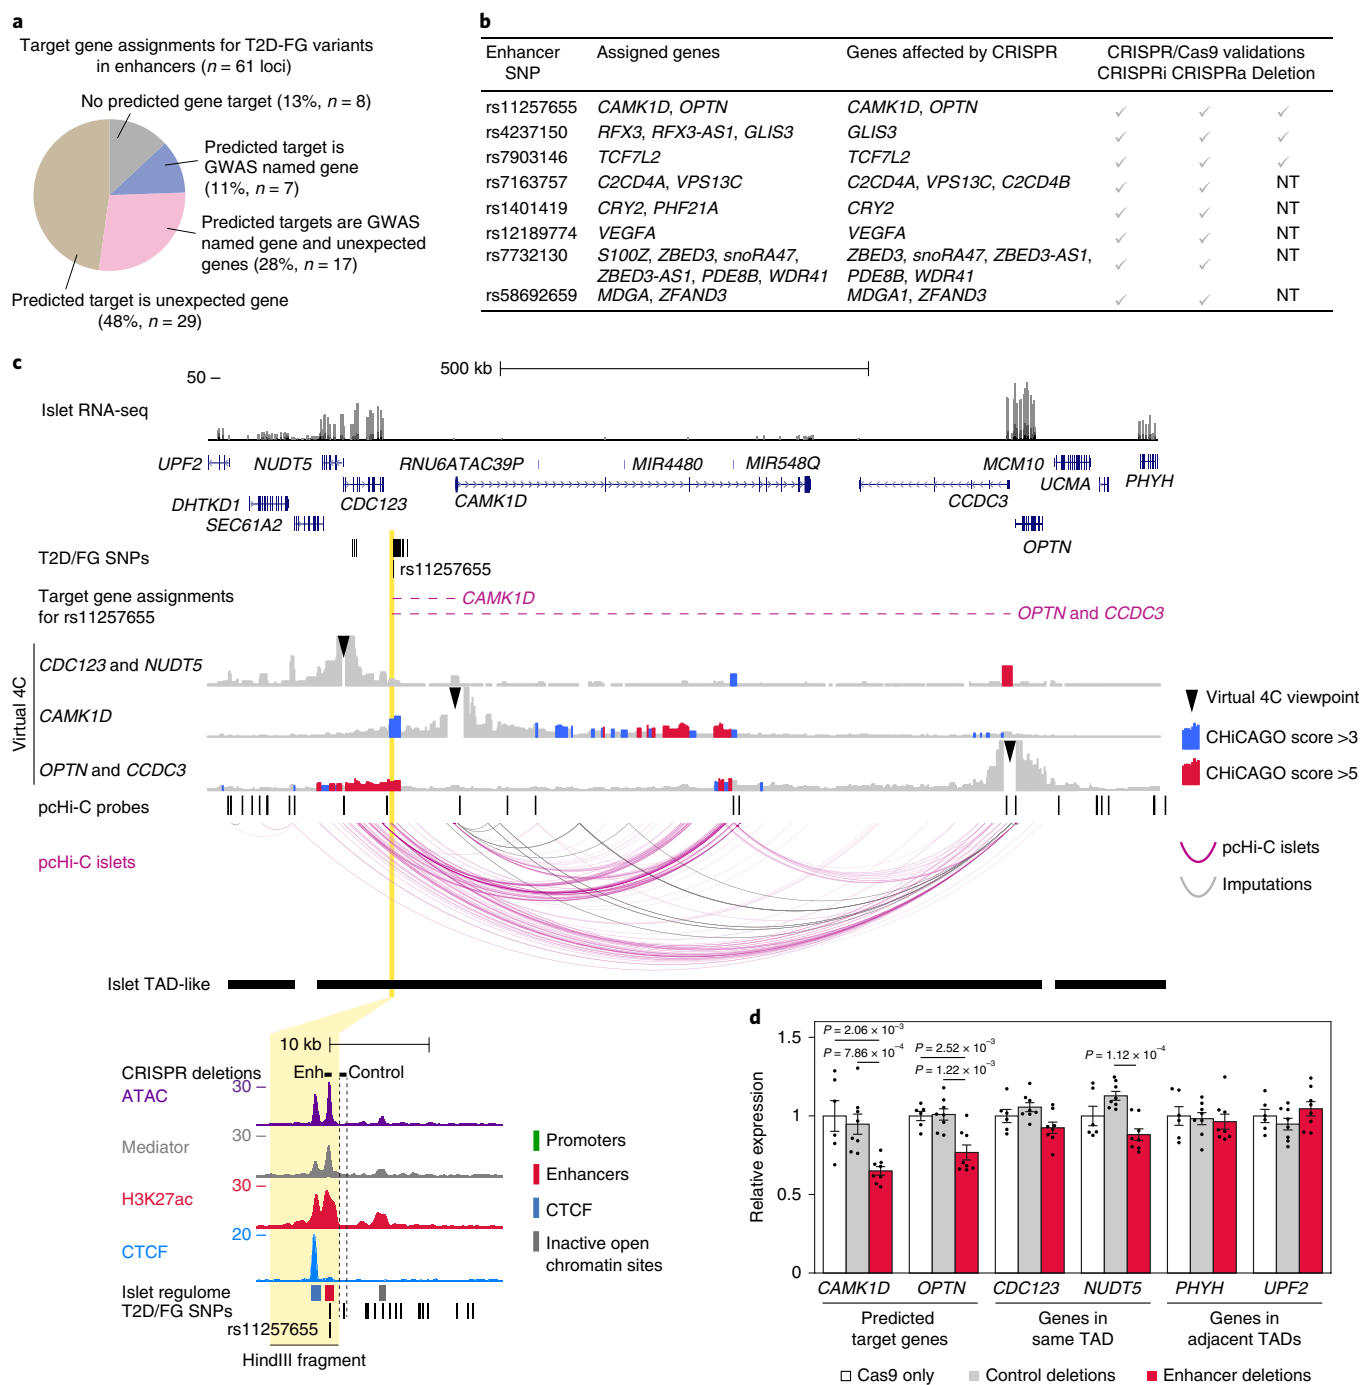 a
Target gene assignments for T2D-FG variants
in enhancers (n = 61 loci)
No predicted gene target (13%, n = 8)
Predicted target is
GWAS named gene
(11%, n = 7)
Predicted targets are GWAS
named gene and unexpected
genes (28%, n = 17)
Predicted target is unexpected gene
(48%, n = 29)
b
Enhancer SNP Assigned genes Genes affected by CRISPR CRISPR/Cas9 validations
CRISPRi CRISPRa Deletion
rs11257655 CAMK1D, OPTN CAMK1D, OPTN ✓ ✓ ✓
rs4237150 RFX3, RFX3-AS1, GLIS3 GLIS3 ✓ ✓ ✓
rs7903146 TCF7L2 TCF7L2 ✓ ✓ ✓
rs7163757 C2CD4A, VPS13C C2CD4A, VPS13C, C2CD4B ✓ ✓ NT
rs1401419 CRY2, PHF21A CRY2 ✓ ✓ NT
rs12189774 VEGFA VEGFA ✓ ✓ NT
rs7732130 S100Z, ZBED3, snoRA47, ZBED3, snoRA47, ZBED3-AS1, ✓ ✓ NT
ZBED3-AS1, PDE8B, WDR41 PDE8B, WDR41
rs58692659 MDGA, ZFAND3 MDGA1, ZFAND3 ✓ ✓ NT
c
500 kb
50
Islet RNA-seq
UPF2 NUDT5 RNU6ATAC39P MIR4480 MIR548Q MCM10 PHYH
DHTKD1 CDC123 CAMK1D CCDC3 UCMA
SEC61A2 OPTN
T2D/FG SNPs
rs11257655
Target gene assignments
for rs11257655
CAMK1D
OPTN and CCDC3
Virtual 4C
CDC123 and NUDT5
CAMK1D
OPTN and CCDC3
Virtual 4C viewpoint
CHiCAGO score >3
CHiCAGO score >5
pcHi-C probes
pcHi-C islets
pcHi-C islets
Imputations
Islet TAD-like
10 kb
CRISPR deletions Enh Control
ATAC 30
Mediator 30
H3K27ac 30
CTCF 20
Islet regulome
T2D/FG SNPs
rs11257655
HindIII fragment
Promoters
Enhancers
CTCF
Inactive open
chromatin sites
d
Relative expression
1.5
1
0.5
0
P = 2.06 × 10−3
P = 7.86 × 10−4
P = 2.52 × 10−3
P = 1.22 × 10−3
P = 1.12 × 10−4
CAMK1D OPTN CDC123 NUDT5 PHYH UPF2
Predicted
target genes
Genes in
same TAD
Genes in
adjacent TADs
Cas9 only Control deletions Enhancer deletions